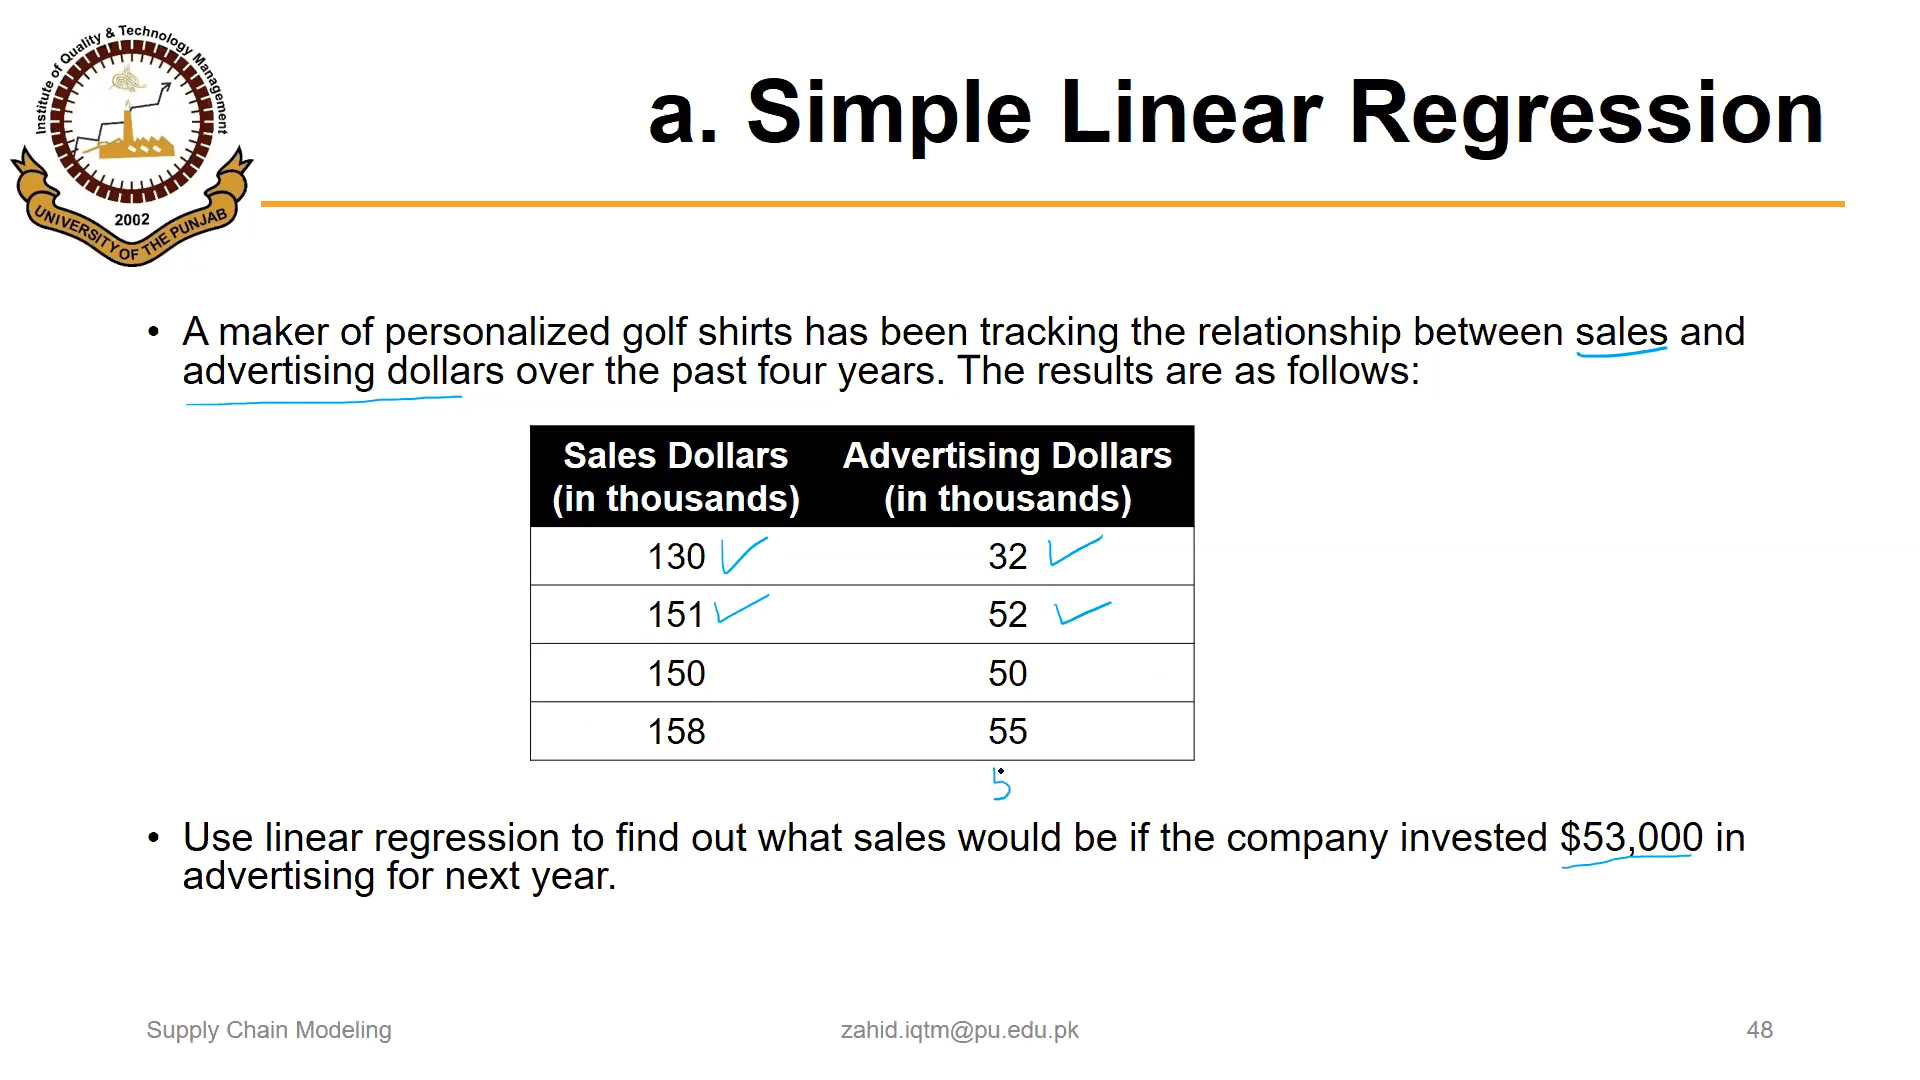 Institute of Quality & Technology Management
2002
UNIVERSITY OF THE PUNJAB
a. Simple Linear Regression
• A maker of personalized golf shirts has been tracking the relationship between sales and
advertising dollars over the past four years. The results are as follows:
Sales Dollars Advertising Dollars
(in thousands) (in thousands)
130 32
151 52
150 50
158 55
5
• Use linear regression to find out what sales would be if the company invested $53,000 in
advertising for next year.
Supply Chain Modeling zahid.iqtm@pu.edu.pk 48